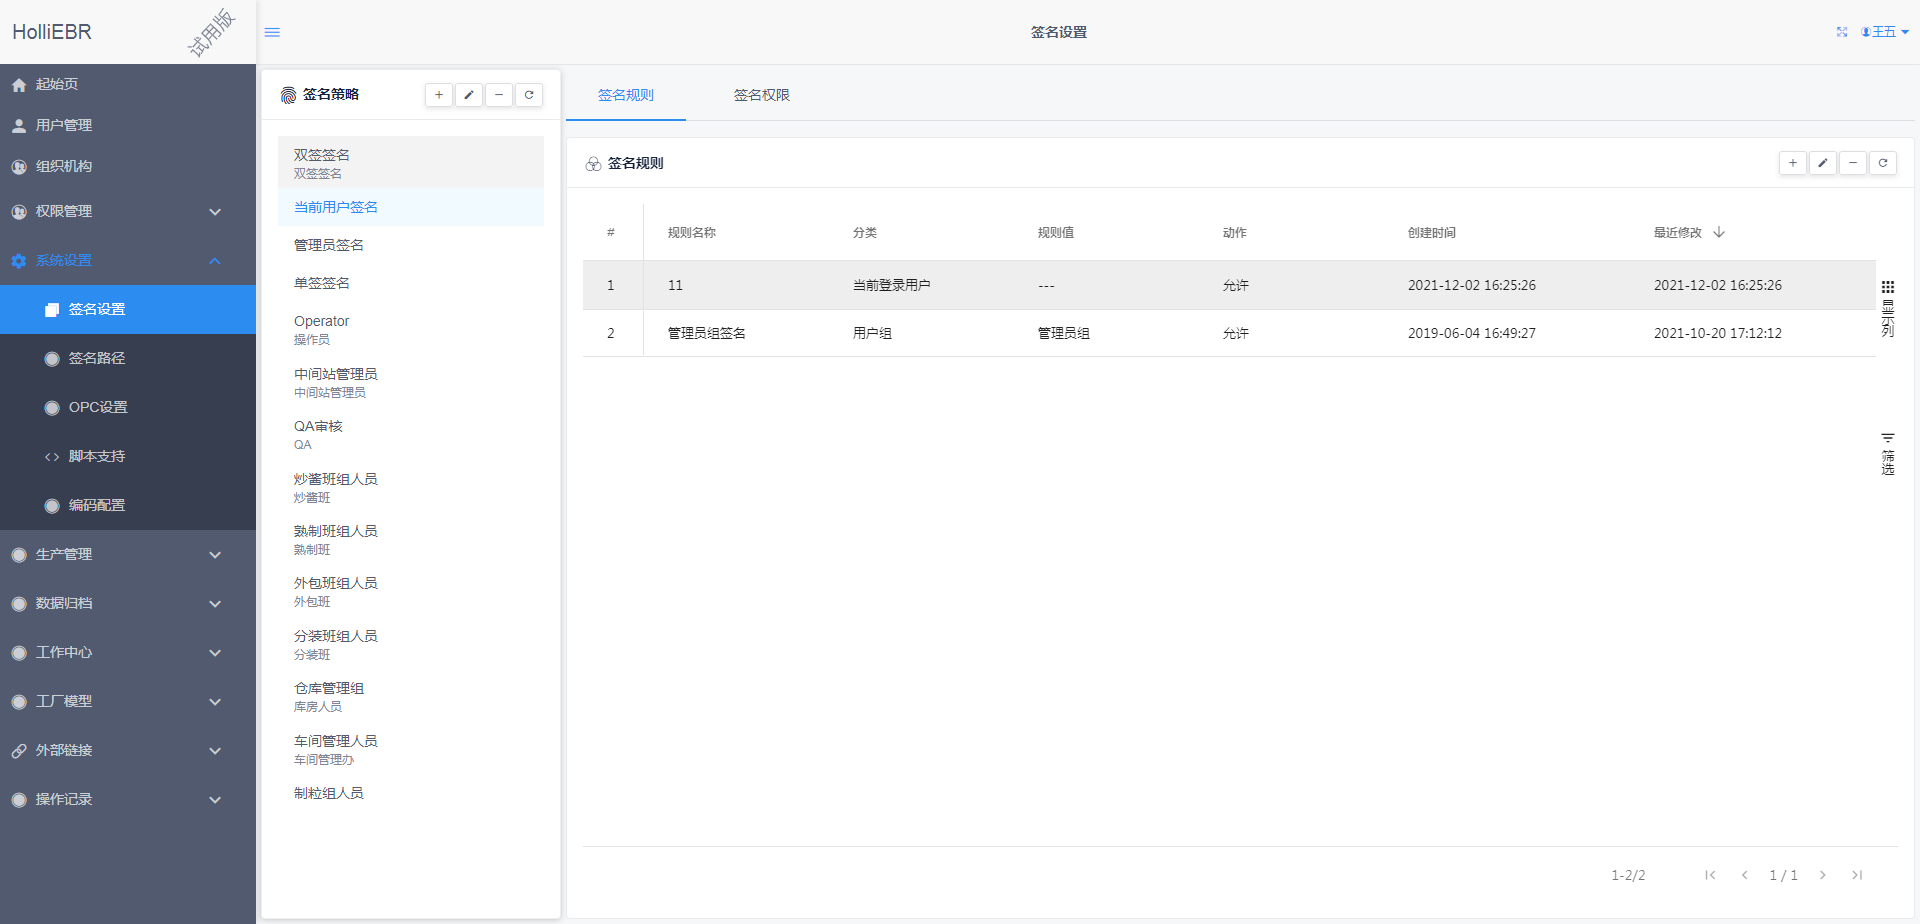 HolliEBR
试用版
签名设置
王五
起始页
用户管理
组织机构
权限管理
系统设置
签名设置
签名路径
OPC设置
脚本支持
编码配置
生产管理
数据归档
工作中心
工厂模型
外部链接
操作记录
签名策略
双签签名
双签签名
当前用户签名
管理员签名
单签签名
Operator
操作员
中间站管理员
中间站管理员
QA审核
QA
炒酱班组人员
炒酱班
熟制班组人员
熟制班
外包班组人员
外包班
分装班组人员
分装班
仓库管理组
库房人员
车间管理人员
车间管理办
制粒组人员
签名规则 签名权限
签名规则
# 规则名称 分类 规则值 动作 创建时间 最近修改
1 11 当前登录用户 --- 允许 2021-12-02 16:25:26 2021-12-02 16:25:26
2 管理员组签名 用户组 管理员组 允许 2019-06-04 16:49:27 2021-10-20 17:12:12
显示列
筛选
1-2/2 1 / 1